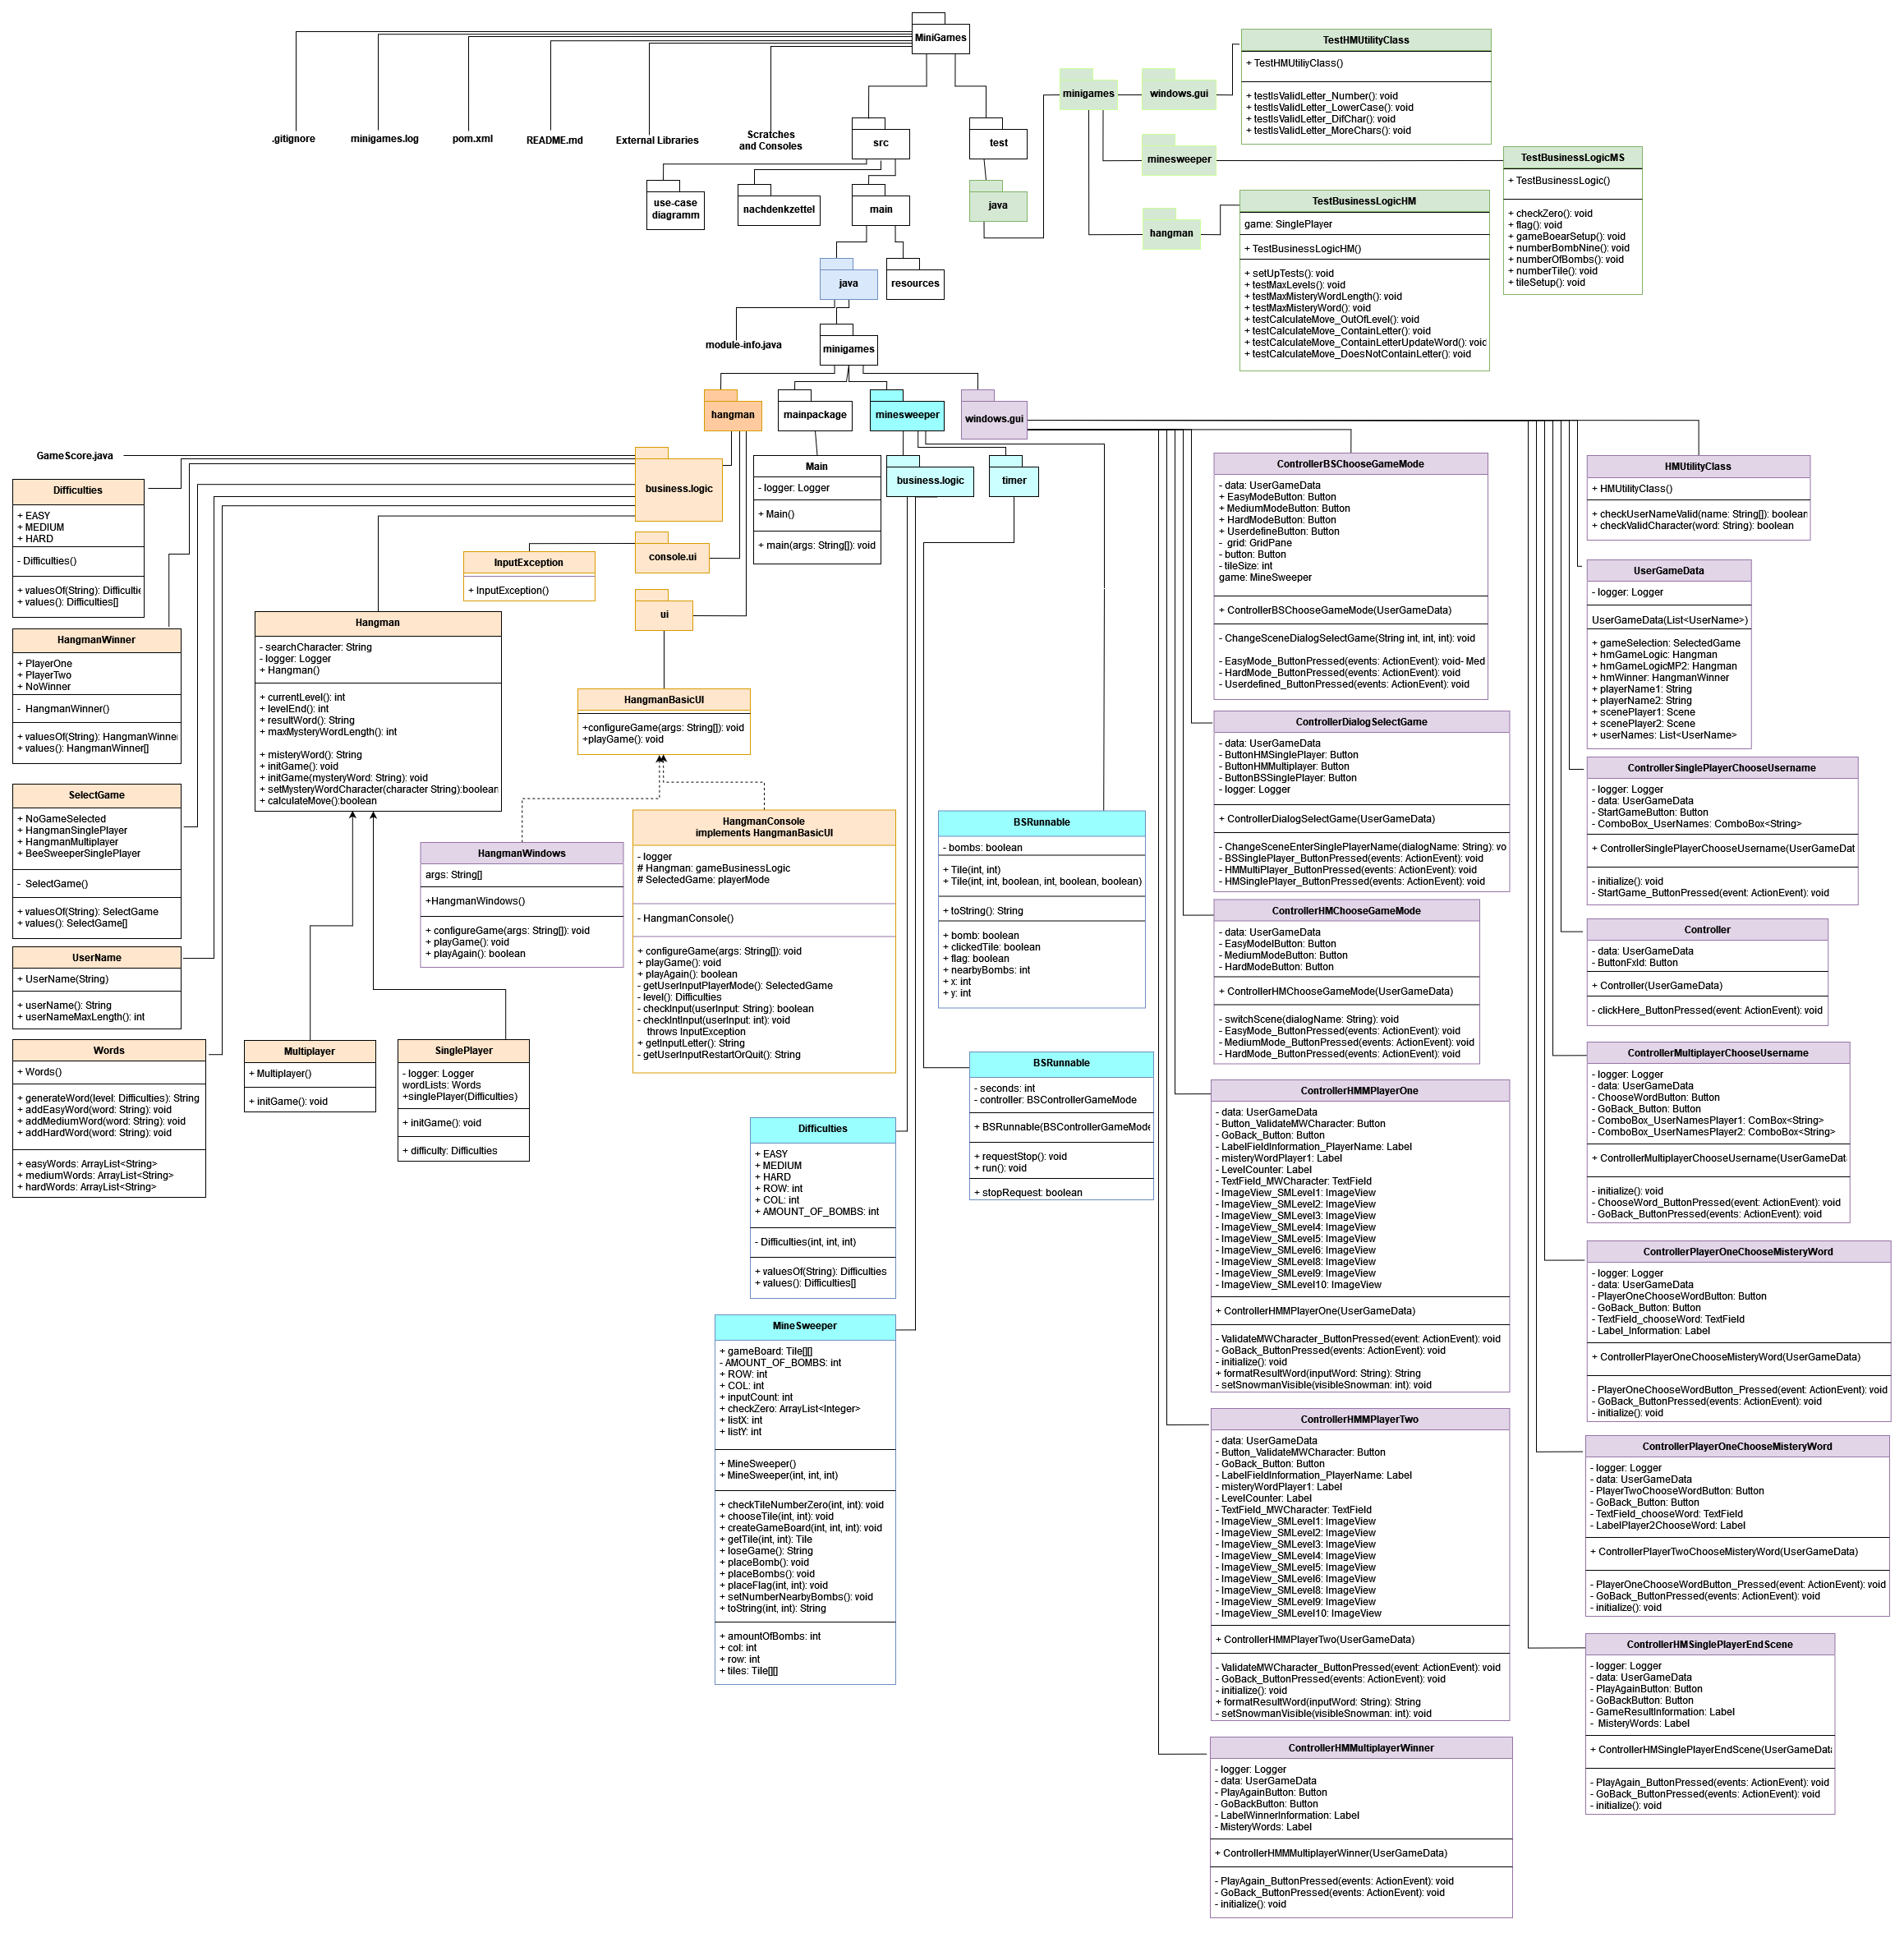 MiniGames
.gitignore
minigames.log
pom.xml
README.md
External Libraries
Scratches
and Consoles
src
test
use-case
diagramm
nachdenkzettel
main
java
java
resources
module-info.java
minigames
hangman
mainpackage
minesweeper
windows.gui
minigames
windows.gui
minesweeper
hangman
TestHMUtilityClass
+ TestHMUtiliyClass()
+ testIsValidLetter_Number(): void
+ testIsValidLetter_LowerCase(): void
+ testIsValidLetter_DifChar(): void
+ testIsValidLetter_MoreChars(): void
TestBusinessLogicMS
+ TestBusinessLogic()
+ checkZero(): void
+ flag(): void
+ gameBoearSetup(): void
+ numberBombNine(): void
+ numberOfBombs(): void
+ numberTile(): void
+ tileSetup(): void
TestBusinessLogicHM
game: SinglePlayer
+ TestBusinessLogicHM()
+ setUpTests(): void
+ testMaxLevels(): void
+ testMaxMisteryWordLength(): void
+ testMaxMisteryWord(): void
+ testCalculateMove_OutOfLevel(): void
+ testCalculateMove_ContainLetter(): void
+ testCalculateMove_ContainLetterUpdateWord(): void
+ testCalculateMove_DoesNotContainLetter(): void
GameScore.java
business.logic
console.ui
ui
Difficulties
+ EASY
+ MEDIUM
+ HARD
- Difficulties()
+ valuesOf(String): Difficultie
+ values(): Difficulties[]
HangmanWinner
+ PlayerOne
+ PlayerTwo
+ NoWinner
- HangmanWinner()
+ valuesOf(String): HangmanWinner
+ values(): HangmanWinner[]
SelectGame
+ NoGameSelected
+ HangmanSinglePlayer
+ HangmanMultiplayer
+ BeeSweeperSinglePlayer
- SelectGame()
+ valuesOf(String): SelectGame
+ values(): SelectGame[]
UserName
+ UserName(String)
+ userName(): String
+ userNameMaxLength(): int
Words
+ Words()
+ generateWord(level: Difficulties): String
+ addEasyWord(word: String): void
+ addMediumWord(word: String): void
+ addHardWord(word: String): void
+ easyWords: ArrayList<String>
+ mediumWords: ArrayList<String>
+ hardWords: ArrayList<String>
Hangman
- searchCharacter: String
- logger: Logger
+ Hangman()
+ currentLevel(): int
+ levelEnd(): int
+ resultWord(): String
+ maxMysteryWordLength(): int
+ misteryWord(): String
+ initGame(): void
+ initGame(mysteryWord: String): void
+ setMysteryWordCharacter(character String):boolean
+ calculateMove():boolean
InputException
+ InputException()
HangmanBasicUI
+configureGame(args: String[]): void
+playGame(): void
HangmanWindows
args: String[]
+HangmanWindows()
+ configureGame(args: String[]): void
+ playGame(): void
+ playAgain(): boolean
HangmanConsole
implements HangmanBasicUI
- logger
# Hangman: gameBusinessLogic
# SelectedGame: playerMode
- HangmanConsole()
+ configureGame(args: String[]): void
+ playGame(): void
+ playAgain(): boolean
- getUserInputPlayerMode(): SelectedGame
- level(): Difficulties
- checkInput(userInput: String): boolean
- checkIntInput(userInput: int): void
throws InputException
+ getInputLetter(): String
- getUserInputRestartOrQuit(): String
Multiplayer
+ Multiplayer()
+ initGame(): void
SinglePlayer
- logger: Logger
wordLists: Words
+singlePlayer(Difficulties)
+ initGame(): void
+ difficulty: Difficulties
Main
- logger: Logger
+ Main()
+ main(args: String[]): void
business.logic
timer
BSRunnable
- bombs: boolean
+ Tile(int, int)
+ Tile(int, int, boolean, int, boolean, boolean)
+ toString(): String
+ bomb: boolean
+ clickedTile: boolean
+ flag: boolean
+ nearbyBombs: int
+ x: int
+ y: int
BSRunnable
- seconds: int
- controller: BSControllerGameMode
+ BSRunnable(BSControllerGameMode
+ requestStop(): void
+ run(): void
+ stopRequest: boolean
Difficulties
+ EASY
+ MEDIUM
+ HARD
+ ROW: int
+ COL: int
+ AMOUNT_OF_BOMBS: int
- Difficulties(int, int, int)
+ valuesOf(String): Difficulties
+ values(): Difficulties[]
MineSweeper
+ gameBoard: Tile[][]
- AMOUNT_OF_BOMBS: int
+ ROW: int
+ COL: int
+ inputCount: int
+ checkZero: ArrayList<Integer>
+ listX: int
+ listY: int
+ MineSweeper()
+ MineSweeper(int, int, int)
+ checkTileNumberZero(int, int): void
+ chooseTile(int, int): void
+ createGameBoard(int, int, int): void
+ getTile(int, int): Tile
+ loseGame(): String
+ placeBomb(): void
+ placeBombs(): void
+ placeFlag(int, int): void
+ setNumberNearbyBombs(): void
+ toString(int, int): String
+ amountOfBombs: int
+ col: int
+ row: int
+ tiles: Tile[][]
ControllerBSChooseGameMode
- data: UserGameData
+ EasyModeButton: Button
+ MediumModeButton: Button
+ HardModeButton: Button
+ UserdefineButton: Button
- grid: GridPane
- button: Button
- tileSize: int
game: MineSweeper
+ ControllerBSChooseGameMode(UserGameData)
- ChangeSceneDialogSelectGame(String int, int, int): void
- EasyMode_ButtonPressed(events: ActionEvent): void- Med
- HardMode_ButtonPressed(events: ActionEvent): void
- Userdefined_ButtonPressed(events: ActionEvent): void
ControllerDialogSelectGame
- data: UserGameData
- ButtonHMSinglePlayer: Button
- ButtonHMMultiplayer: Button
- ButtonBSSinglePlayer: Button
- logger: Logger
+ ControllerDialogSelectGame(UserGameData)
- ChangeSceneEnterSinglePlayerName(dialogName: String): vo
- BSSinglePlayer_ButtonPressed(events: ActionEvent): void
- HMMultiPlayer_ButtonPressed(events: ActionEvent): void
- HMSinglePlayer_ButtonPressed(events: ActionEvent): void
ControllerHMChooseGameMode
- data: UserGameData
- EasyModelButton: Button
- MediumModeButton: Button
- HardModeButton: Button
+ ControllerHMChooseGameMode(UserGameData)
- switchScene(dialogName: String): void
- EasyMode_ButtonPressed(events: ActionEvent): void
- MediumMode_ButtonPressed(events: ActionEvent): void
- HardMode_ButtonPressed(events: ActionEvent): void
ControllerHMMPlayerOne
- data: UserGameData
- Button_ValidateMWCharacter: Button
- GoBack_Button: Button
- LabelFieldInformation_PlayerName: Label
- misteryWordPlayer1: Label
- LevelCounter: Label
- TextField_MWCharacter: TextField
- ImageView_SMLevel1: ImageView
- ImageView_SMLevel2: ImageView
- ImageView_SMLevel3: ImageView
- ImageView_SMLevel4: ImageView
- ImageView_SMLevel5: ImageView
- ImageView_SMLevel6: ImageView
- ImageView_SMLevel8: ImageView
- ImageView_SMLevel9: ImageView
- ImageView_SMLevel10: ImageView
+ ControllerHMMPlayerOne(UserGameData)
- ValidateMWCharacter_ButtonPressed(event: ActionEvent): void
- GoBack_ButtonPressed(events: ActionEvent): void
- initialize(): void
+ formatResultWord(inputWord: String): String
- setSnowmanVisible(visibleSnowman: int): void
ControllerHMMPlayerTwo
- data: UserGameData
- Button_ValidateMWCharacter: Button
- GoBack_Button: Button
- LabelFieldInformation_PlayerName: Label
- misteryWordPlayer1: Label
- LevelCounter: Label
- TextField_MWCharacter: TextField
- ImageView_SMLevel1: ImageView
- ImageView_SMLevel2: ImageView
- ImageView_SMLevel3: ImageView
- ImageView_SMLevel4: ImageView
- ImageView_SMLevel5: ImageView
- ImageView_SMLevel6: ImageView
- ImageView_SMLevel8: ImageView
- ImageView_SMLevel9: ImageView
- ImageView_SMLevel10: ImageView
+ ControllerHMMPlayerTwo(UserGameData)
- ValidateMWCharacter_ButtonPressed(event: ActionEvent): void
- GoBack_ButtonPressed(events: ActionEvent): void
- initialize(): void
+ formatResultWord(inputWord: String): String
- setSnowmanVisible(visibleSnowman: int): void
ControllerHMMultiplayerWinner
- logger: Logger
- data: UserGameData
- PlayAgainButton: Button
- GoBackButton: Button
- LabelWinnerInformation: Label
- MisteryWords: Label
+ ControllerHMMMultiplayerWinner(UserGameData)
- PlayAgain_ButtonPressed(events: ActionEvent): void
- GoBack_ButtonPressed(events: ActionEvent): void
- initialize(): void
HMUtilityClass
+ HMUtilityClass()
+ checkUserNameValid(name: String[]): boolean
+ checkValidCharacter(word: String): boolean
UserGameData
- logger: Logger
UserGameData(List<UserName>)
+ gameSelection: SelectedGame
+ hmGameLogic: Hangman
+ hmGameLogicMP2: Hangman
+ hmWinner: HangmanWinner
+ playerName1: String
+ playerName2: String
+ scenePlayer1: Scene
+ scenePlayer2: Scene
+ userNames: List<UserName>
ControllerSinglePlayerChooseUsername
- logger: Logger
- data: UserGameData
- StartGameButton: Button
- ComboBox_UserNames: ComboBox<String>
+ ControllerSinglePlayerChooseUsername(UserGameDat
- initialize(): void
- StartGame_ButtonPressed(event: ActionEvent): void
Controller
- data: UserGameData
- ButtonFxId: Button
+ Controller(UserGameData)
- clickHere_ButtonPressed(event: ActionEvent): void
ControllerMultiplayerChooseUsername
- logger: Logger
- data: UserGameData
- ChooseWordButton: Button
- GoBack_Button: Button
- ComboBox_UserNamesPlayer1: ComBox<String>
- ComboBox_UserNamesPlayer2: ComboBox<String>
+ ControllerMultiplayerChooseUsername(UserGameDat
- initialize(): void
- ChooseWord_ButtonPressed(event: ActionEvent): void
- GoBack_ButtonPressed(events: ActionEvent): void
ControllerPlayerOneChooseMisteryWord
- logger: Logger
- data: UserGameData
- PlayerOneChooseWordButton: Button
- GoBack_Button: Button
- TextField_chooseWord: TextField
- Label_Information: Label
+ ControllerPlayerOneChooseMisteryWord(UserGameData)
- PlayerOneChooseWordButton_Pressed(event: ActionEvent): void
- GoBack_ButtonPressed(events: ActionEvent): void
- initialize(): void
ControllerPlayerOneChooseMisteryWord
- logger: Logger
- data: UserGameData
- PlayerTwoChooseWordButton: Button
- GoBack_Button: Button
- TextField_chooseWord: TextField
- LabelPlayer2ChooseWord: Label
+ ControllerPlayerTwoChooseMisteryWord(UserGameData)
- PlayerOneChooseWordButton_Pressed(event: ActionEvent): void
- GoBack_ButtonPressed(events: ActionEvent): void
- initialize(): void
ControllerHMSinglePlayerEndScene
- logger: Logger
- data: UserGameData
- PlayAgainButton: Button
- GoBackButton: Button
- GameResultInformation: Label
- MisteryWords: Label
+ ControllerHMSinglePlayerEndScene(UserGameData
- PlayAgain_ButtonPressed(events: ActionEvent): void
- GoBack_ButtonPressed(events: ActionEvent): void
- initialize(): void